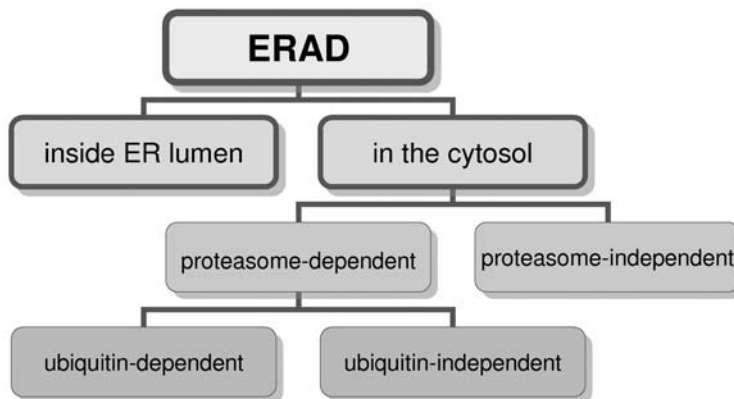 ERAD
inside ER lumen
in the cytosol
proteasome-dependent
proteasome-independent
ubiquitin-dependent
ubiquitin-independent